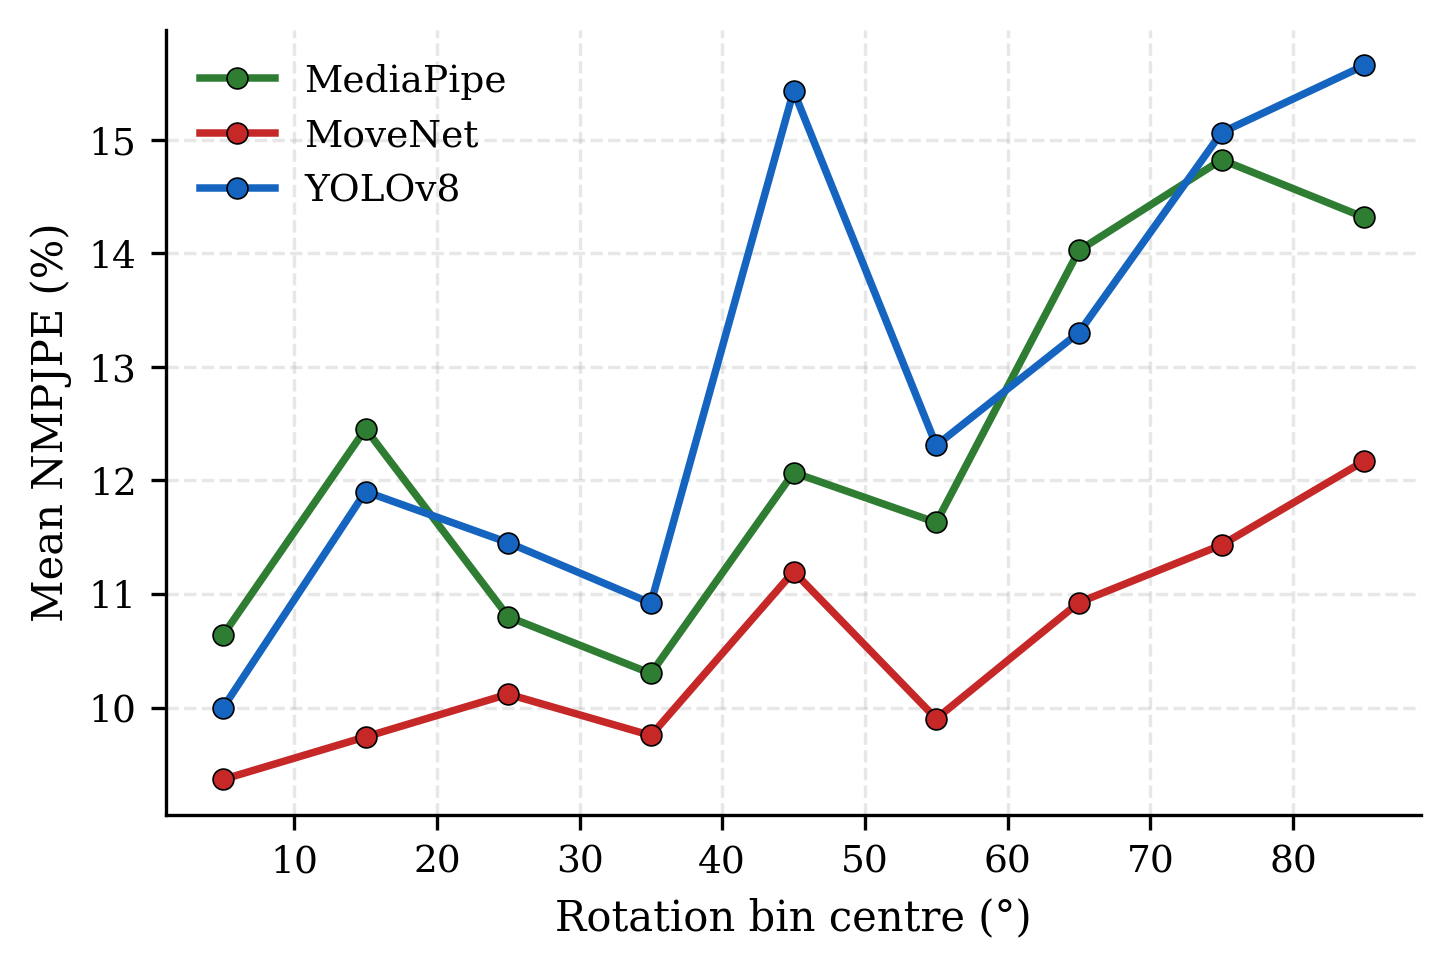 MediaPipe
MoveNet
YOLOv8
Mean NMPJPE (%)
15
14
13
12
11
10
10 20 30 40 50 60 70 80
Rotation bin centre (°)